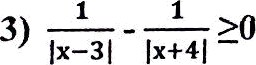 3) 1/|x-3| - 1/|x+4| ≥0